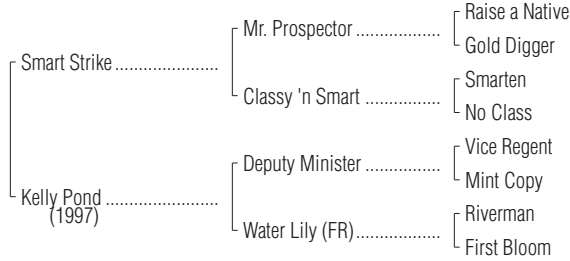 Raise a Native
Mr. Prospector ..................
Gold Digger
Smart Strike ......................
Smarten
Classy 'n Smart ................
No Class
Vice Regent
Deputy Minister ................
Mint Copy
Kelly Pond .......................
(1997)
Riverman
Water Lily (FR)..................
First Bloom